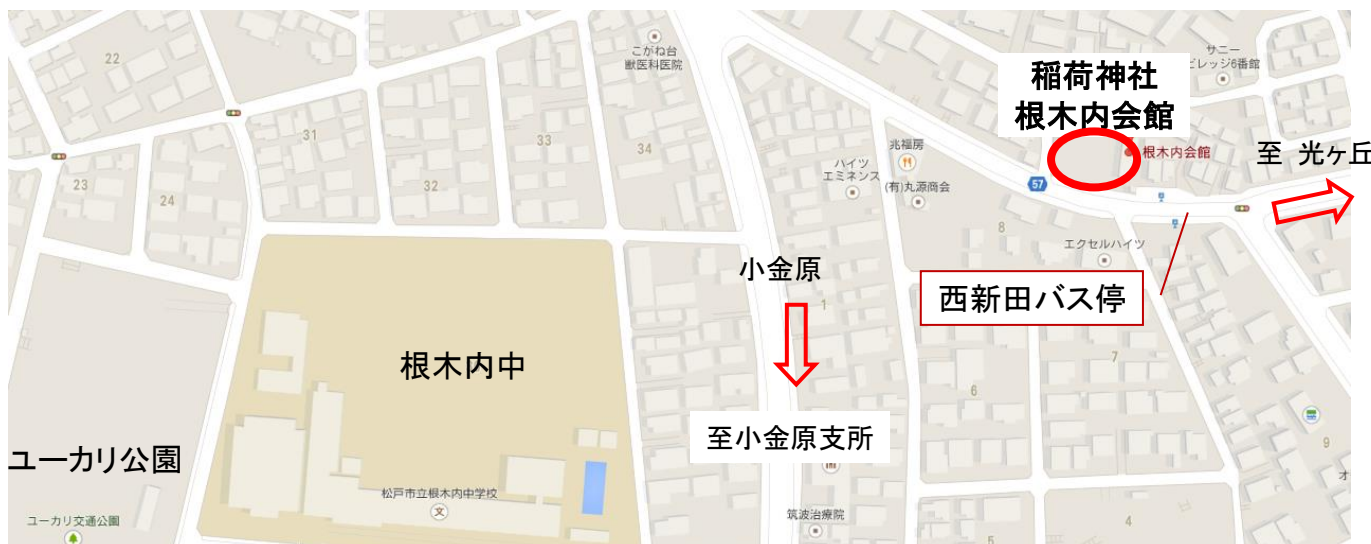 22
こがね台
獣医科医院
サニー
ビレッジ6番館
稲荷神社
根木内会館
根木内会館
至 光ヶ丘
31
33
34
32
23
24
兆福房
ハイツ
エミネンス
(有)丸源商会
57
8
エクセルハイツ
小金原
1
西新田バス停
根木内中
7
6
至小金原支所
9
オ
ユーカリ公園
松戸市立根木内中学校
文
ユーカリ交通公園
筑波治療院
4
5